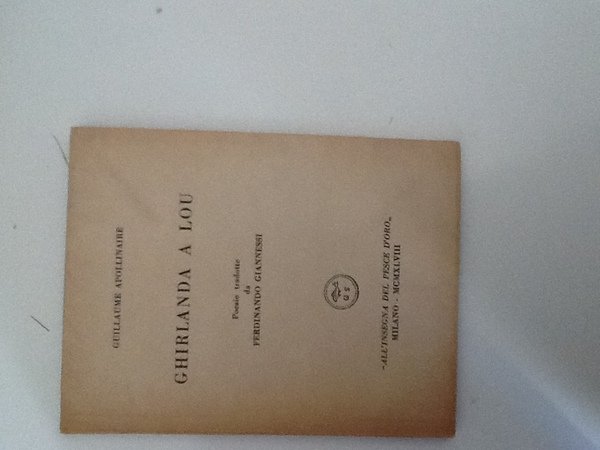 GUILLAUME APOLLINAIRE
GHIRLANDA A LOU
Poesie tradotte
da
FERDINANDO GIANNESSI
"ALL'INSEGNA DEL PESCE D'ORO„
MILANO - MCMXLVIII